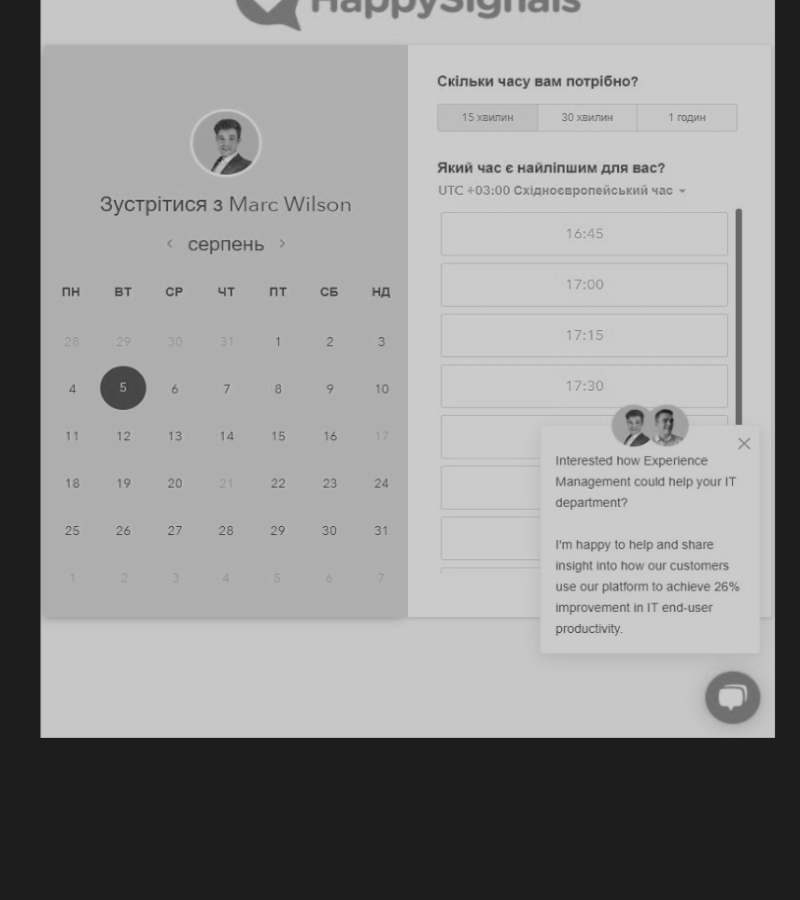 HappySignals
Зустрітися з Marc Wilson
< серпень >
ПН ВТ СР ЧТ ПТ СБ НД
28 29 30 31 1 2 3
4 5 6 7 8 9 10
11 12 13 14 15 16 17
18 19 20 21 22 23 24
25 26 27 28 29 30 31
1 2 3 4 5 6 7
Скільки часу вам потрібно?
15 хвилин 30 хвилин 1 годин
Який час є найліпшим для вас?
UTC +03:00 Східноєвропейський час
16:45
17:00
17:15
17:30
Interested how Experience
Management could help your IT
department?
I'm happy to help and share
insight into how our customers
use our platform to achieve 26%
improvement in IT end-user
productivity.